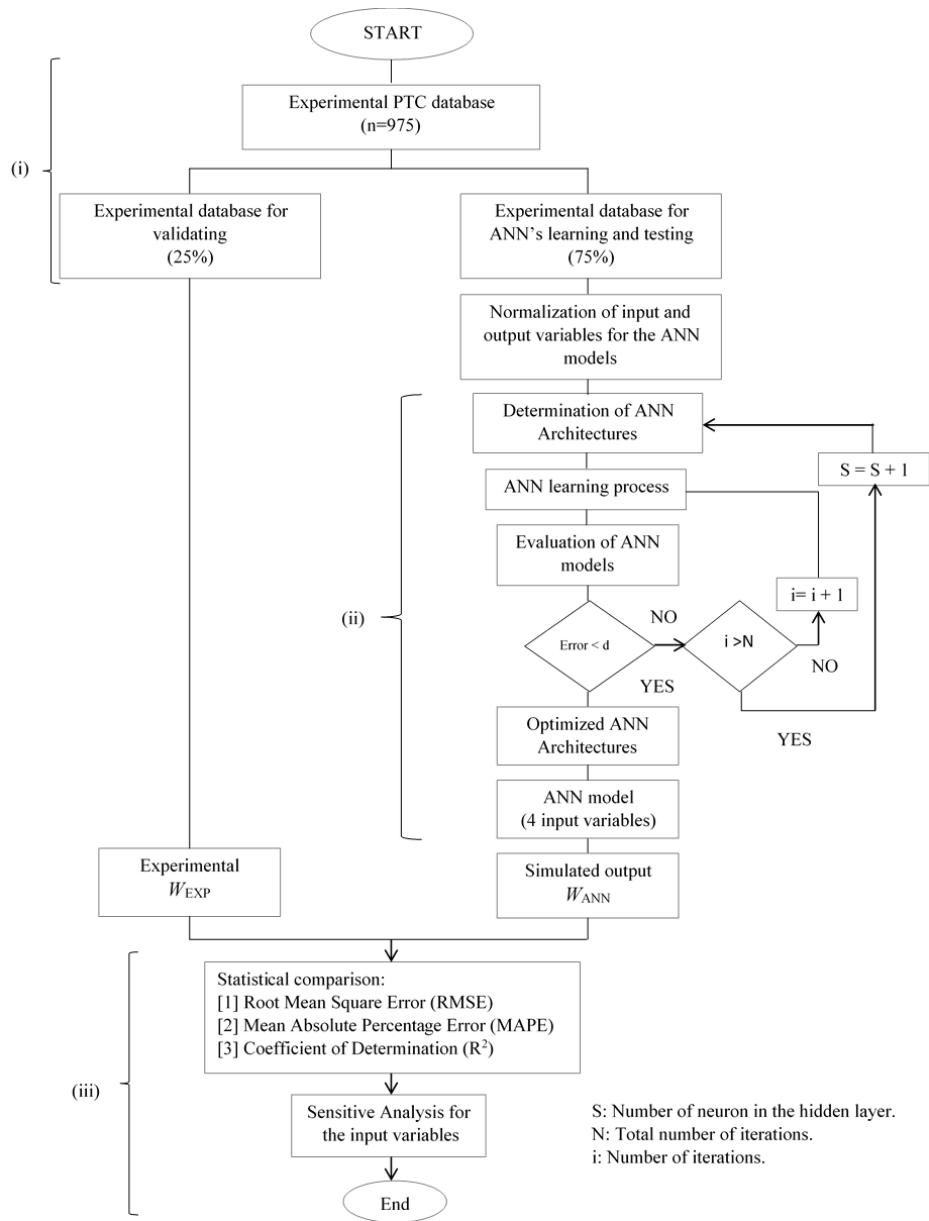 START
Experimental PTC database
(n=975)
(i)
Experimental database for
validating
(25%)
Experimental database for
ANN’s learning and testing
(75%)
Normalization of input and
output variables for the ANN
models
Determination of ANN
Architectures
S = S + 1
ANN learning process
Evaluation of ANN
models
i= i + 1
(ii)
NO
Error < d
i >N
NO
YES
YES
Optimized ANN
Architectures
ANN model
(4 input variables)
Experimental
WEXP
Simulated output
WANN
Statistical comparison:
[1] Root Mean Square Error (RMSE)
[2] Mean Absolute Percentage Error (MAPE)
[3] Coefficient of Determination (R²)
(iii)
Sensitive Analysis for
the input variables
S: Number of neuron in the hidden layer.
N: Total number of iterations.
i: Number of iterations.
End